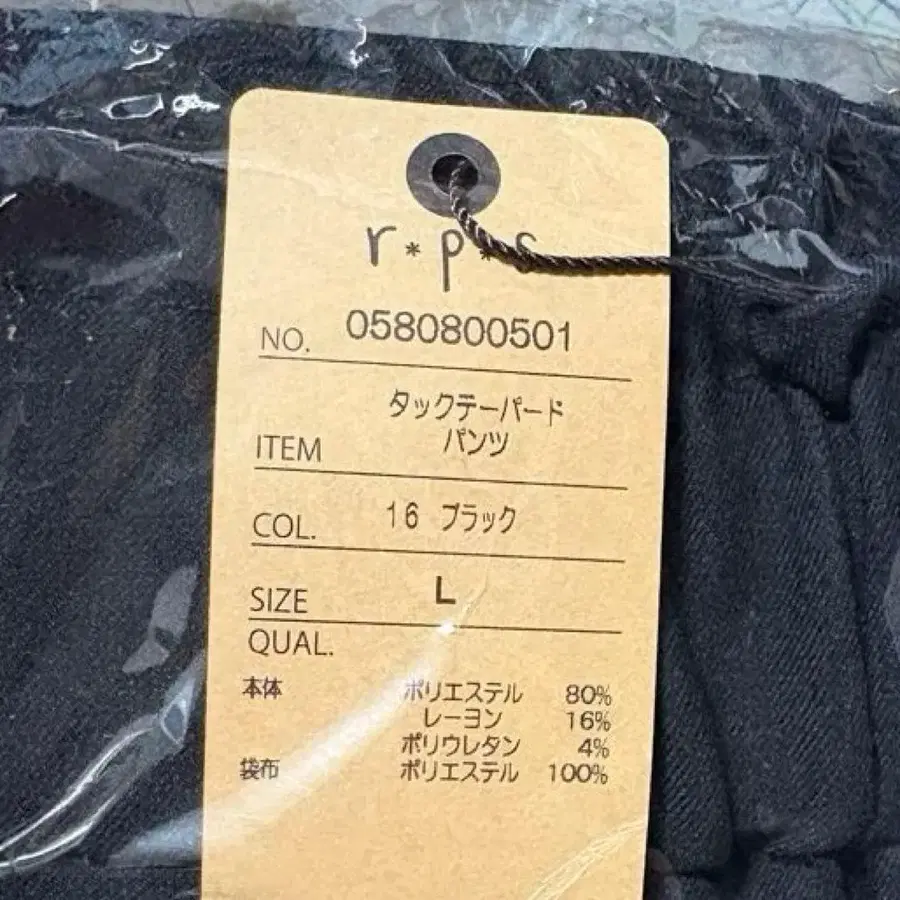 r*p*s
NO. 0580800501
タックテーパード
ITEM パンツ
COL. 16 ブラック
SIZE L
QUAL.
本体 ポリエステル 80%
レーヨン 16%
ポリウレタン 4%
袋布 ポリエステル 100%